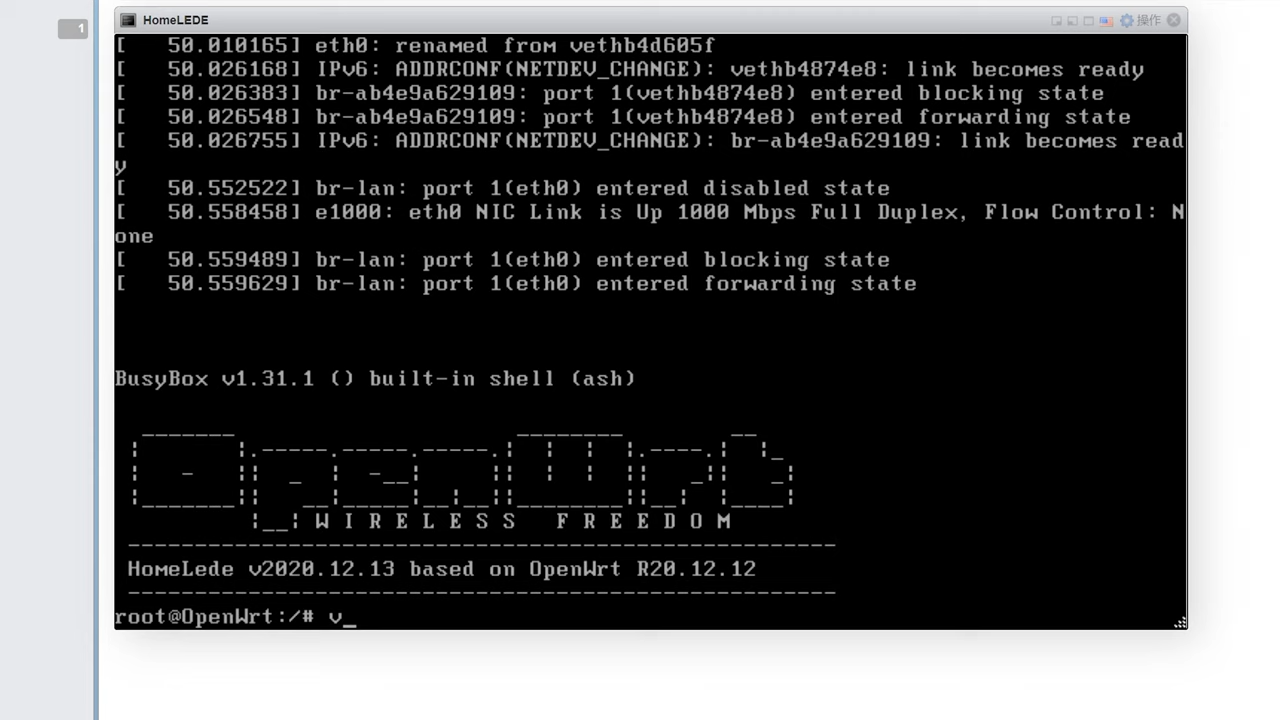 1
HomeLEDE
操作
[   50.010165] eth0: renamed from vethb4d605f
[   50.026168] IPv6: ADDRCONF(NETDEV_CHANGE): vethb4874e8: link becomes ready
[   50.026383] br-ab4e9a629109: port 1(vethb4874e8) entered blocking state
[   50.026548] br-ab4e9a629109: port 1(vethb4874e8) entered forwarding state
[   50.026755] IPv6: ADDRCONF(NETDEV_CHANGE): br-ab4e9a629109: link becomes read
y
[   50.552522] br-lan: port 1(eth0) entered disabled state
[   50.558458] e1000: eth0 NIC Link is Up 1000 Mbps Full Duplex, Flow Control: N
one
[   50.559489] br-lan: port 1(eth0) entered blocking state
[   50.559629] br-lan: port 1(eth0) entered forwarding state
BusyBox v1.31.1 () built-in shell (ash)
OpenWrt
W I R E L E S S   F R E E D O M
HomeLede v2020.12.13 based on OpenWrt R20.12.12
root@OpenWrt:/# v_